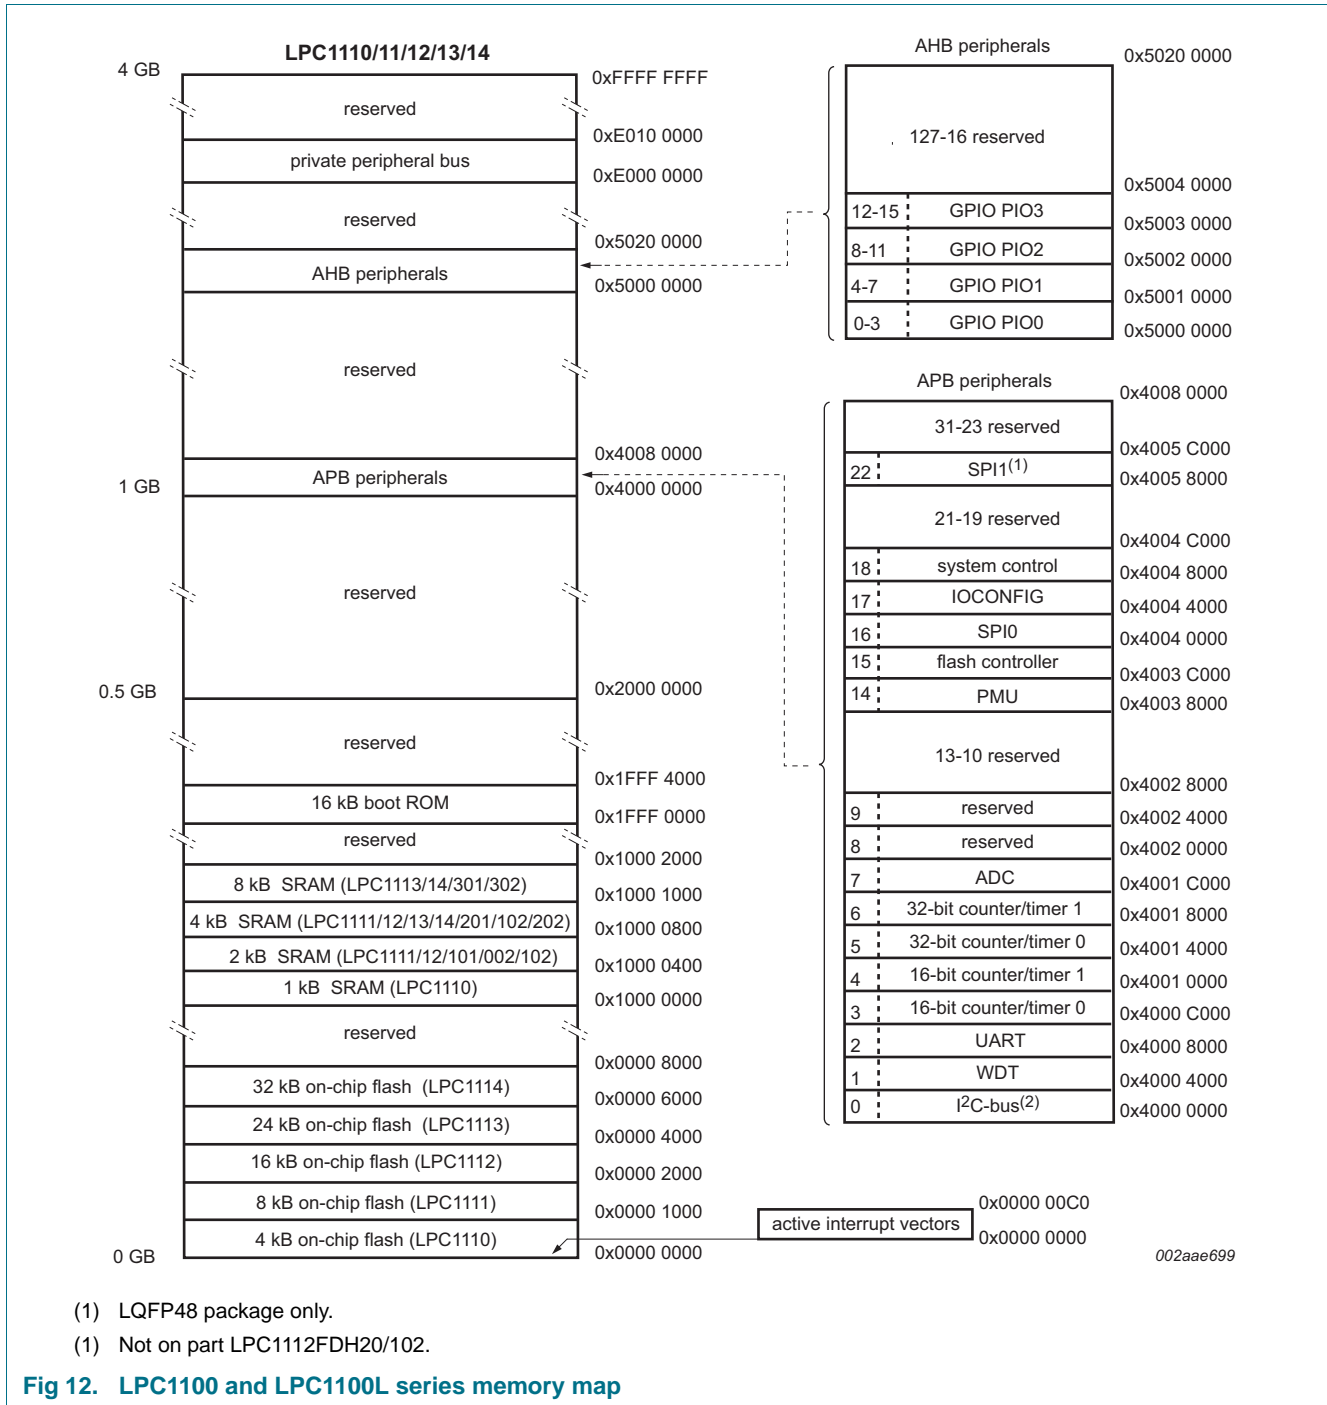 LPC1110/11/12/13/14
4 GB
0xFFFF FFFF
reserved
0xE010 0000
private peripheral bus
0xE000 0000
reserved
0x5020 0000
AHB peripherals
0x5000 0000
reserved
0x4008 0000
APB peripherals
1 GB
0x4000 0000
reserved
0.5 GB
0x2000 0000
reserved
0x1FFF 4000
16 kB boot ROM
0x1FFF 0000
reserved
0x1000 2000
8 kB SRAM (LPC1113/14/301/302)
0x1000 1000
4 kB SRAM (LPC1111/12/13/14/201/102/202)
0x1000 0800
2 kB SRAM (LPC1111/12/101/002/102)
0x1000 0400
1 kB SRAM (LPC1110)
0x1000 0000
reserved
0x0000 8000
32 kB on-chip flash (LPC1114)
0x0000 6000
24 kB on-chip flash (LPC1113)
0x0000 4000
16 kB on-chip flash (LPC1112)
0x0000 2000
8 kB on-chip flash (LPC1111)
0x0000 1000
4 kB on-chip flash (LPC1110)
0 GB
0x0000 0000
AHB peripherals
0x5020 0000
127-16 reserved
0x5004 0000
12-15 GPIO PIO3
0x5003 0000
8-11 GPIO PIO2
0x5002 0000
4-7 GPIO PIO1
0x5001 0000
0-3 GPIO PIO0
0x5000 0000
APB peripherals
0x4008 0000
31-23 reserved
0x4005 C000
22 SPI1(1)
0x4005 8000
21-19 reserved
0x4004 C000
18 system control
0x4004 8000
17 IOCONFIG
0x4004 4000
16 SPI0
0x4004 0000
15 flash controller
0x4003 C000
14 PMU
0x4003 8000
13-10 reserved
0x4002 8000
9 reserved
0x4002 4000
8 reserved
0x4002 0000
7 ADC
0x4001 C000
6 32-bit counter/timer 1
0x4001 8000
5 32-bit counter/timer 0
0x4001 4000
4 16-bit counter/timer 1
0x4001 0000
3 16-bit counter/timer 0
0x4000 C000
2 UART
0x4000 8000
1 WDT
0x4000 4000
0 I2C-bus(2)
0x4000 0000
0x0000 00C0
active interrupt vectors
0x0000 0000
002aae699
(1) LQFP48 package only.
(1) Not on part LPC1112FDH20/102.
Fig 12. LPC1100 and LPC1100L series memory map